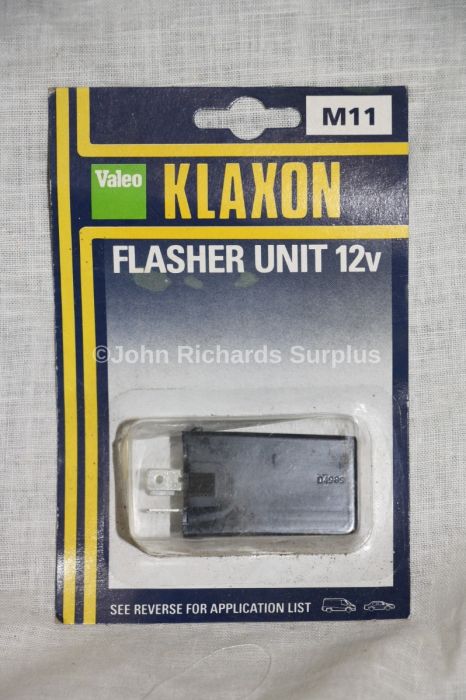 M11
Valeo
KLAXON
FLASHER UNIT 12v
©John Richards Surplus
SEE REVERSE FOR APPLICATION LIST